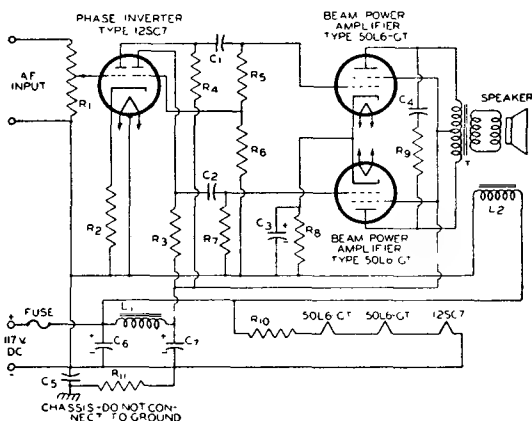 PHASE INVERTER
TYPE 12SC7
BEAM POWER
AMPLIFIER
TYPE 50L6-GT
AF
INPUT
R1
C1
R4
R5
C4
SPEAKER
R6
R9
T
C2
L2
R2
R3
R7
C3
R8
BEAM POWER
AMPLIFIER
TYPE 50L6 GT
+
FUSE
L1
117 V.
DC
-
C6
C7
R10
50L6-GT
50L6-GT
12SC7
C5
R11
CHASSIS-DO NOT CON-
NECT TO GROUND